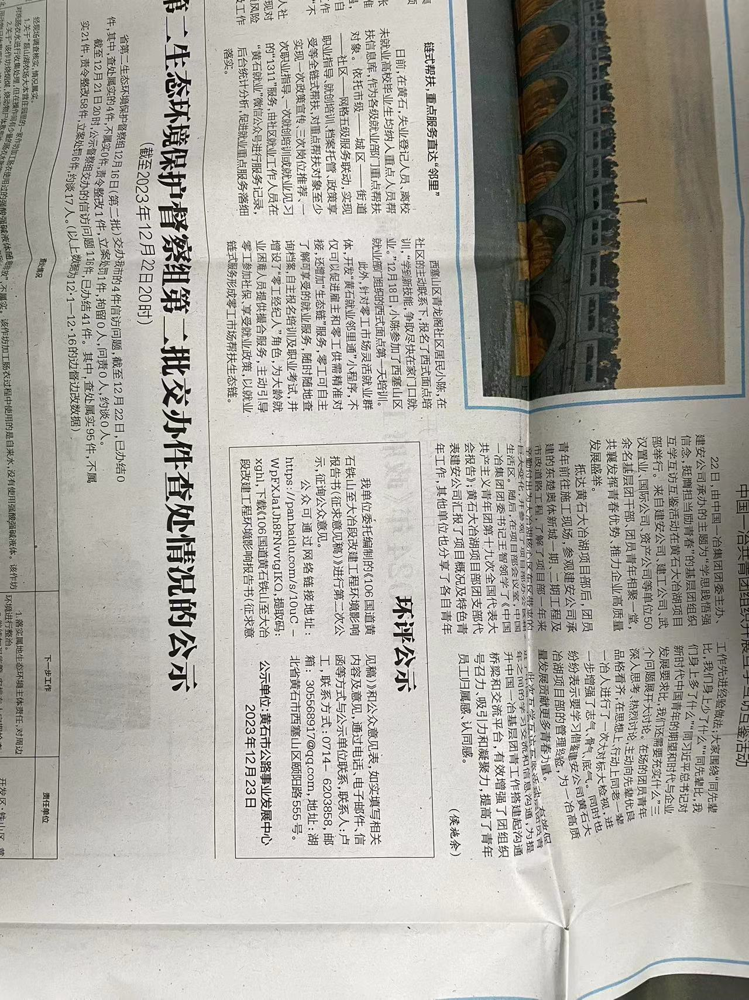 链式帮扶,重点服务直达“邻里”
日前,在黄石,失业登记人员、离校
未就业高校毕业生均纳入重点人员帮
扶信息库,作为各级就业部门重点帮扶
对象。依托市级——城区——街道
——社区——网格五级服务联动,实现
职业指导、就创培训、档案托管、政策享
受等全链式帮扶,对重点帮扶对象至少
实现一次政策宣传、三次岗位推荐、一
次职业指导、一次就创培训或就业见习
的“1311”服务,由社区就业工作人员在
“黄石就业”微信公众号进行服务记录,
后台统计分析,促进就业重点服务落细
落实。
西塞山区青龙阁社区居民小陈,在
社区的主动联系下,报名了西式面点培
训,“学到新技能,争取尽快在家门口就
业。”12月18日,小陈参加了西塞山区
就业部门组织的西式面点第一天培训。
此外,针对零工市场灵活就业群
体,开发“黄石就业邻里通”小程序,不
仅可以促进雇主和零工供需精准对
接,还增加“生态链”服务,零工可自主
了解可享受的就业服务,随时随地查
询档案,自主报名培训及职业考试,并
增设了“零工经纪人”角色,为大龄就
业困难人员提供撮合服务,主动引导
零工参加社保、享受就业政策,以就业
链式服务形成零工市场帮扶生态链。
中国一冶共青团组织开展互学互访互鉴活动
22日,由中国一冶集团团委主办、
建安公司承办的主题为“学思践悟强
信念,挺膺担当励青春”的基层团组织
互学互访互鉴活动在黄石大冶湖项目
部举行。来自建安公司、建工公司、武
汉置业、国际公司、资产公司等单位50
余名基层团干部、团员青年相聚一堂,
共襄发挥青春优势、推力企业高质量
发展盛举。
抵达黄石大冶湖项目部后,团员
青年前往施工现场,参观建安公司承
建的东楚奥体新城一期、二期工程及
市政道路工程,了解了项目部一年来
辛勤付出为大冶湖核心区东区带来的
巨大变化,并参观了项目部办公
生活区。随后,在项目部会议室,中国
一冶集团团委书记王智领学了《中国
共产主义青年团第十九次全国代表大
会报告》;黄石大冶湖项目部团支部代
表建安公司汇报了项目概况及特色青
年工作,其他单位也分享了各自青年
工作先进经验做法;大家围绕“同先辈
比,我们身上少了什么”“同先辈比,我
们身上多了什么”“同习近平总书记对
新时代中国青年的期望和时代与企业
发展要求比,我们还需要充实什么”三
个问题展开大讨论。在场的团员青年
深入思考、热烈讨论,主动向先辈优良
品格看齐,在思想上、行动上同老一辈
一冶人进行了一次大对标大检视,进
一步增强了志气、骨气、底气。同时也
纷纷表示要学习借鉴建安公司黄石大
冶湖项目部的管理经验,为一冶高质
量发展贡献更多青春力量。
此次互学互访互鉴活动,有效促
年之间的学习交流和信息沟通,为提
升中国一冶基层团青工作搭建起沟通
桥梁和交流平台,有效增强了团组织
号召力、吸引力和凝聚力,提高了青年
员工归属感、认同感。
(侯施余)
环评公示
我单位委托编制的《106国道黄
石铁山至大冶段改建工程环境影响
报告书(征求意见稿)》进行第二次公
示,征询公众意见。
公众可通过网络链接地址:
https://pan.baidu.com/s/10uC-
WpFXJa1Jh8FNvvtgIKQ,提取码:
xghl,下载《106国道黄石铁山至大冶
段改建工程环境影响报告书(征求意
见稿)》和公众意见表,如实填写相关
内容及意见,通过电话、电子邮件、信
函等方式与公示单位联系,联系人:卢
工,联系方式:0714-6203858,邮
箱:305568917@qq.com,地址:湖
北省黄石市西塞山区颐阳路555号。
公示单位:黄石市公路事业发展中心
2023年12月23日
第二生态环境保护督察组第二批交办件查处情况的公示
(截至2023年12月22日20时)
省第二生态环境保护督察组12月16日(第二批)交办我市的4件信访问题,截至12月22日,已办结0
件,其中,查处属实的4件,不属实0件,责令整改1件,立案处罚1件,拘留0人,问责0人,约谈0人。
截至12月21日20时,公示督察组交办的信访问题116件,已办结41件。其中,查处属实95件,不属
实21件,责令整改58件,立案处罚6件,约谈17人。(以上数据为12·1—12·16的边督边改数据)
查处情况
下一步工作
责任单位
经现场调查核实,情况属实。
1.落实属地生态环境主体责任,对周边
环境进行整治。
开发区·铁山区